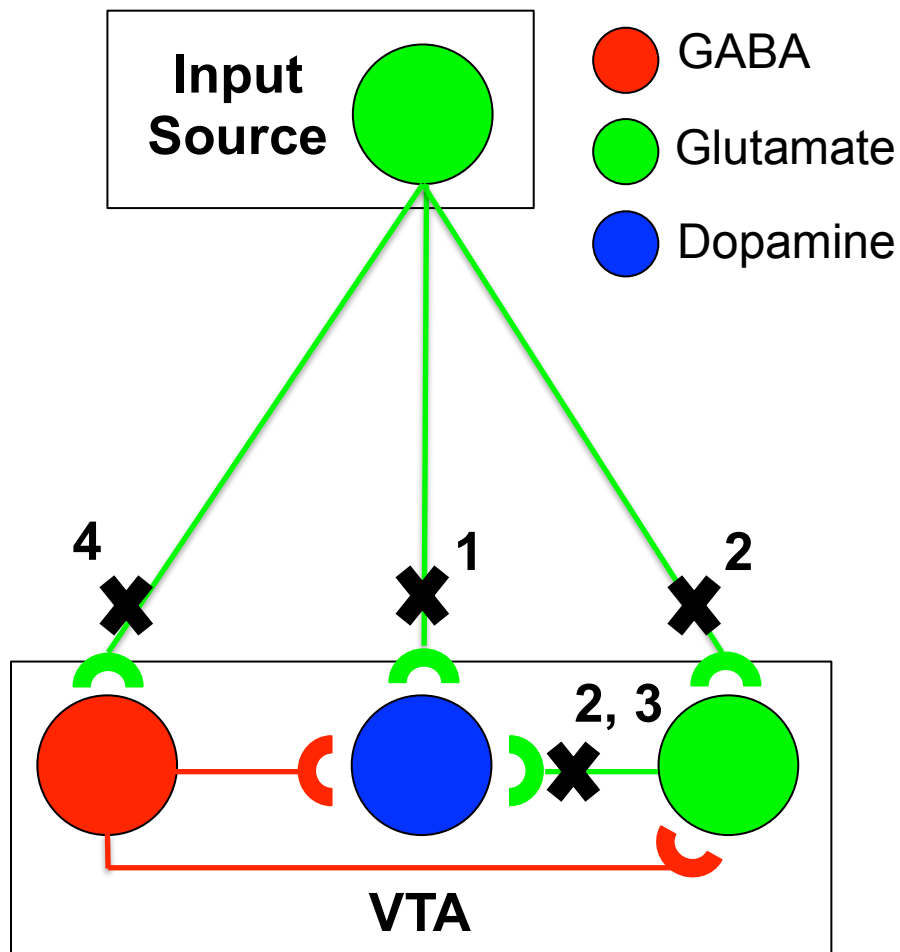 Input
Source
GABA
Glutamate
Dopamine
4
1
2
2, 3
VTA